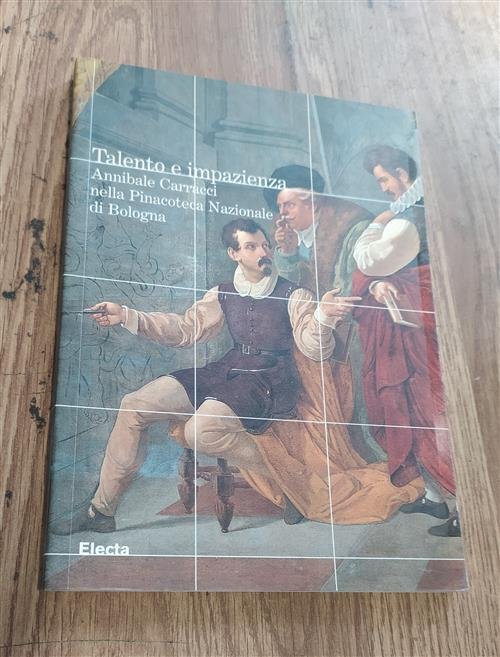 Talento e impazienza
Annibale Carracci
nella Pinacoteca Nazionale
di Bologna
Electa